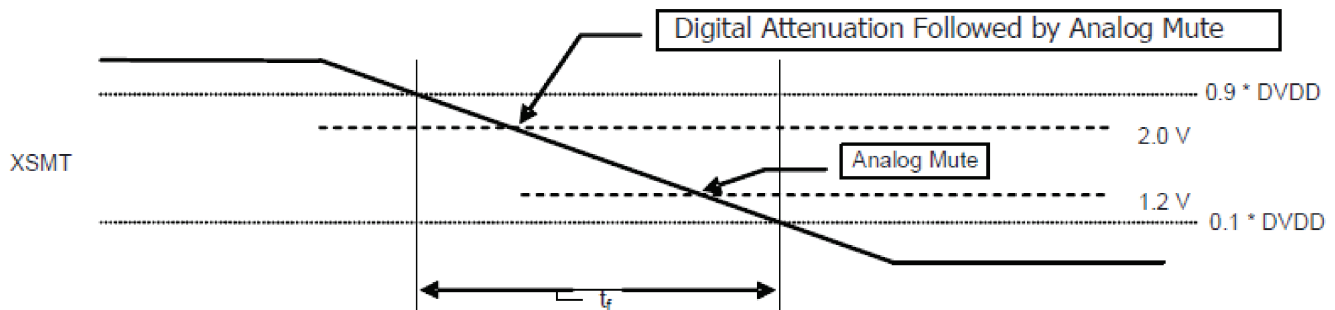 Digital Attenuation Followed by Analog Mute
0.9 * DVDD
2.0 V
XSMT
Analog Mute
1.2 V
0.1 * DVDD
tf